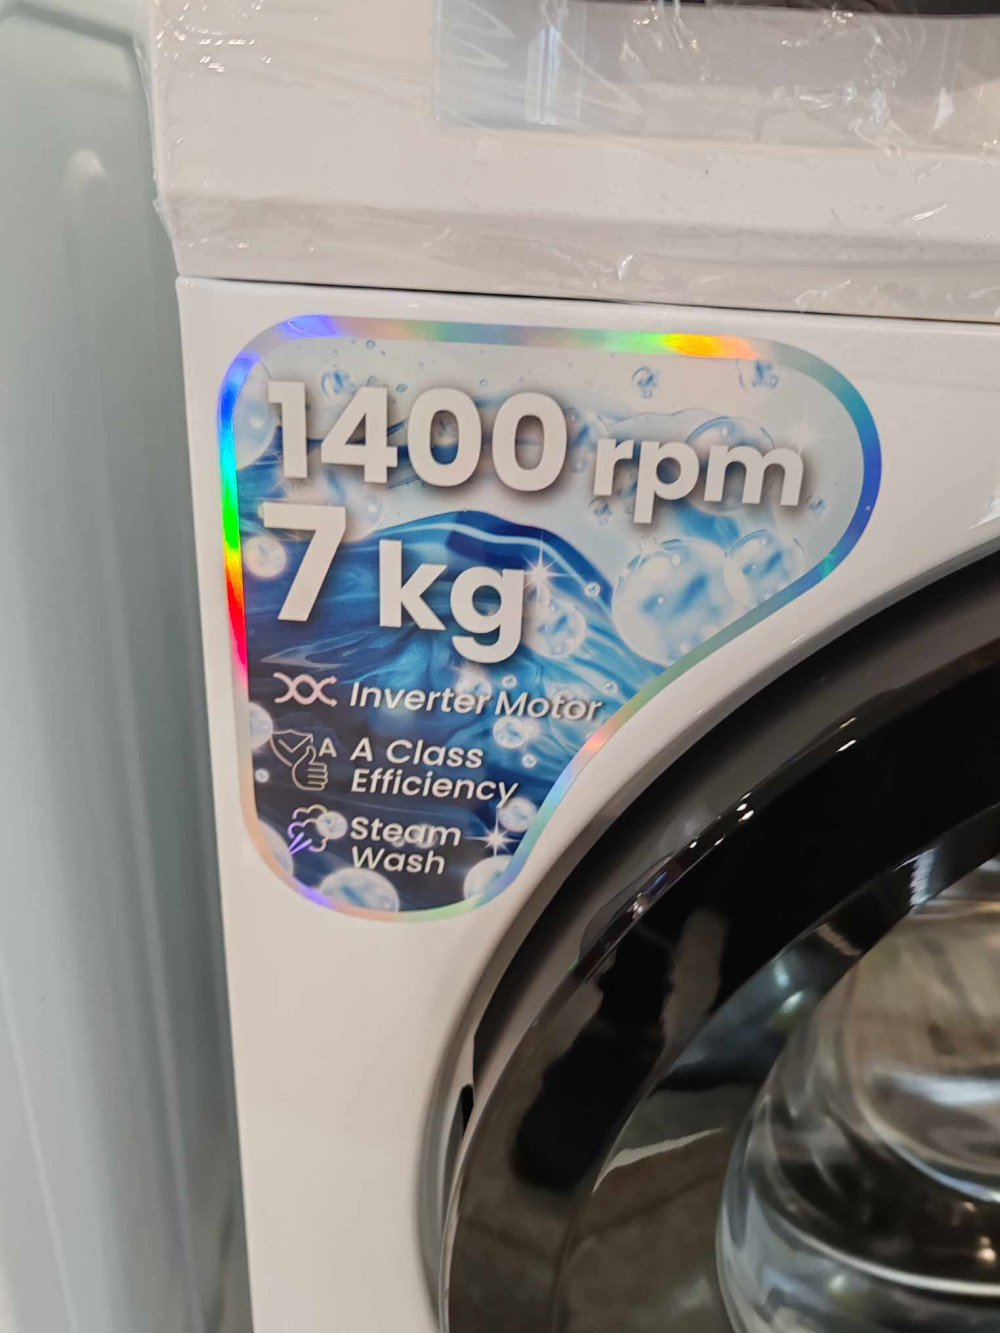 1400 rpm
7 kg
Inverter Motor
A A Class
Efficiency
Steam
Wash